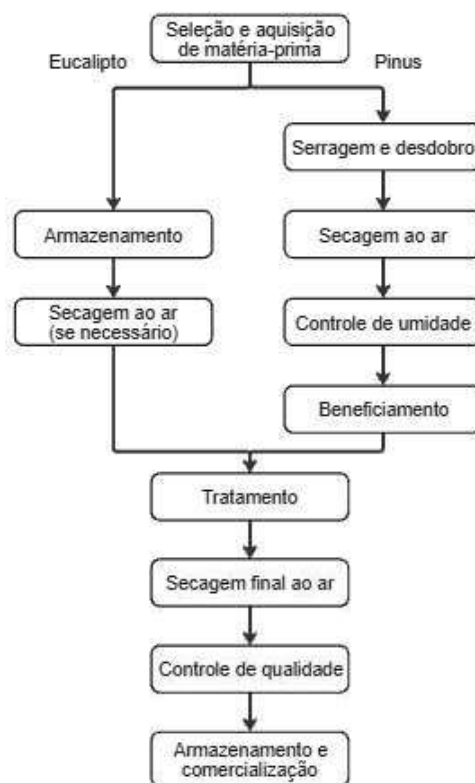 Seleção e aquisição
de matéria-prima
Eucalipto
Pinus
Serragem e desdobro
Armazenamento
Secagem ao ar
Secagem ao ar
(se necessário)
Controle de umidade
Beneficiamento
Tratamento
Secagem final ao ar
Controle de qualidade
Armazenamento e
comercialização